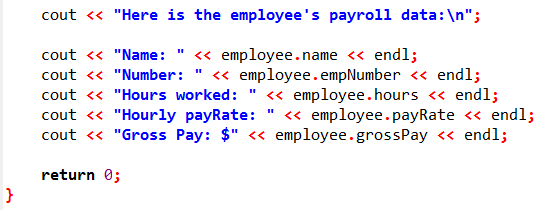 cout << "Here is the employee's payroll data:\n";
cout << "Name: " << employee.name << endl;
cout << "Number: " << employee.empNumber << endl;
cout << "Hours worked: " << employee.hours << endl;
cout << "Hourly payRate: " << employee.payRate << endl;
cout << "Gross Pay: $" << employee.grossPay << endl;
return 0;
}